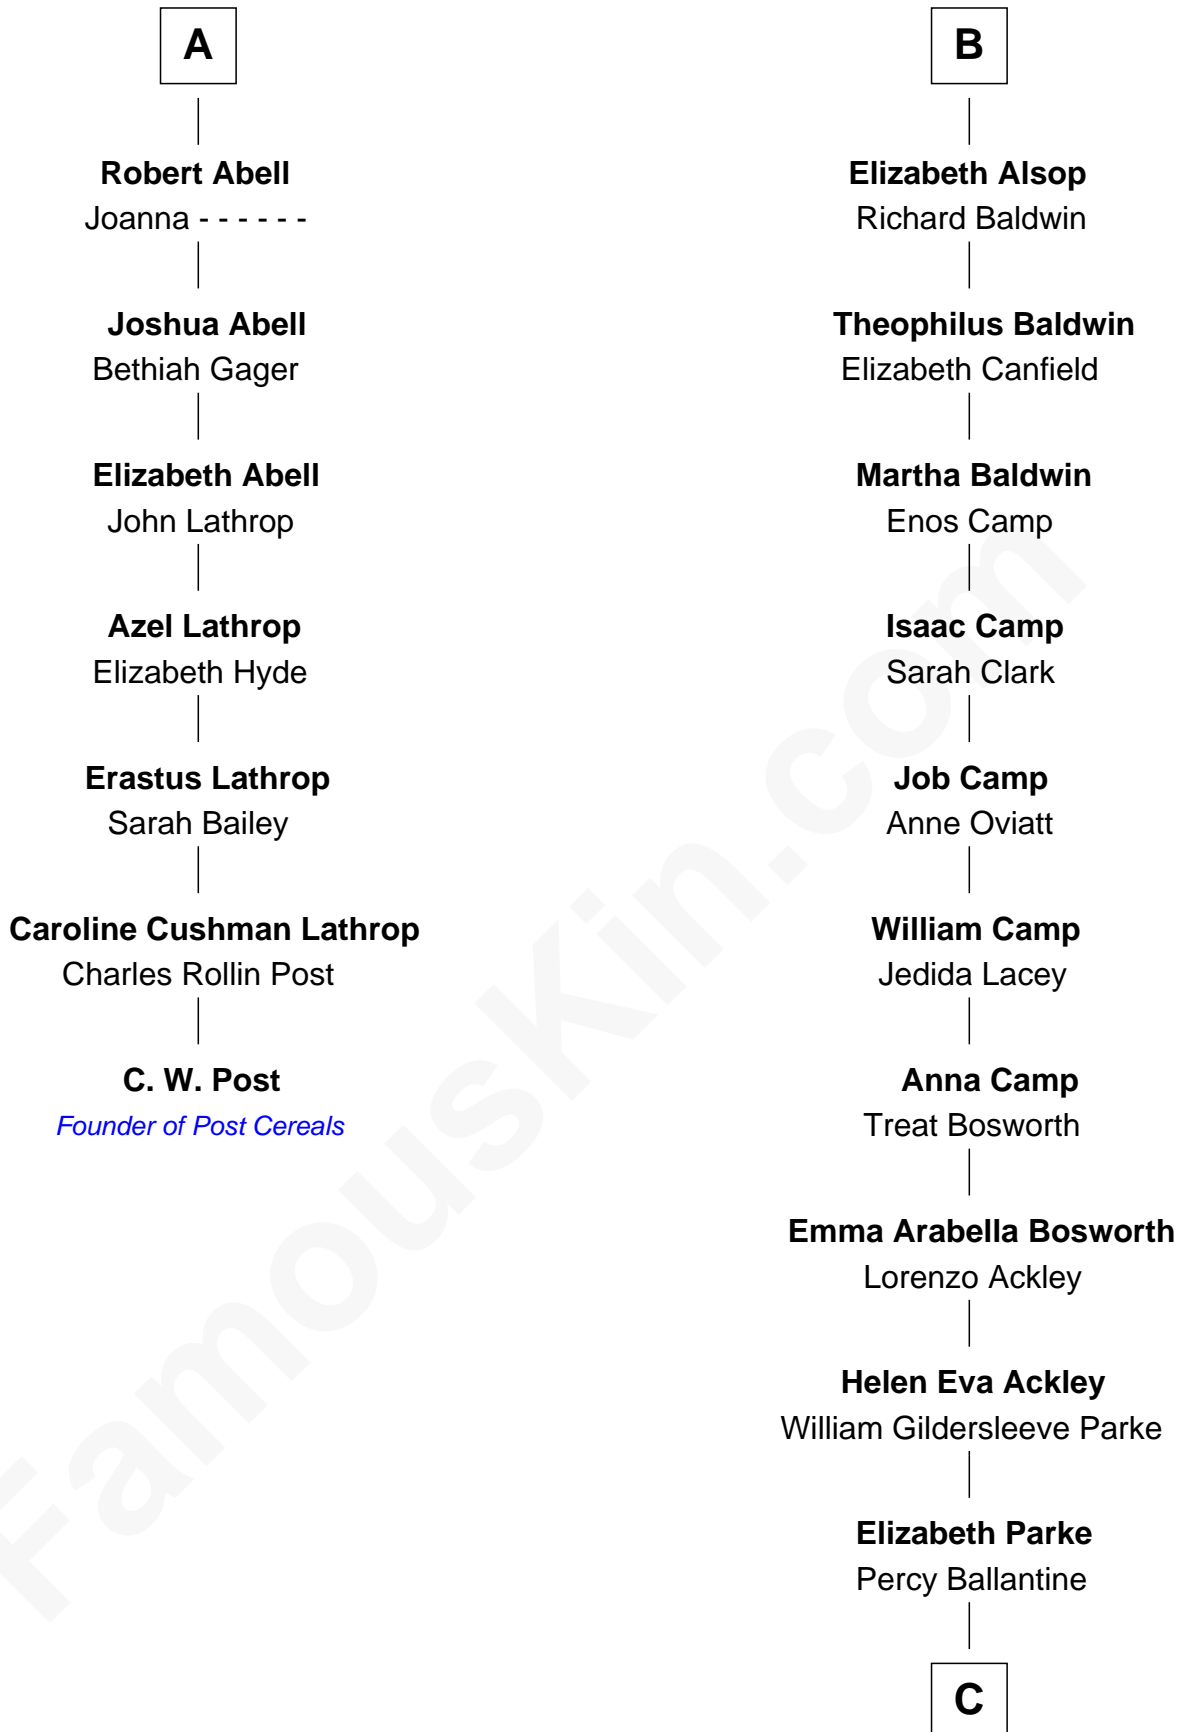 A
Robert Abell
Joanna - - - - - -
Joshua Abell
Bethiah Gager
Elizabeth Abell
John Lathrop
Azel Lathrop
Elizabeth Hyde
Erastus Lathrop
Sarah Bailey
Caroline Cushman Lathrop
Charles Rollin Post
C. W. Post
Founder of Post Cereals
B
Elizabeth Alsop
Richard Baldwin
Theophilus Baldwin
Elizabeth Canfield
Martha Baldwin
Enos Camp
Isaac Camp
Sarah Clark
Job Camp
Anne Oviatt
William Camp
Jedida Lacey
Anna Camp
Treat Bosworth
Emma Arabella Bosworth
Lorenzo Ackley
Helen Eva Ackley
William Gildersleeve Parke
Elizabeth Parke
Percy Ballantine
C
FamousKin.com